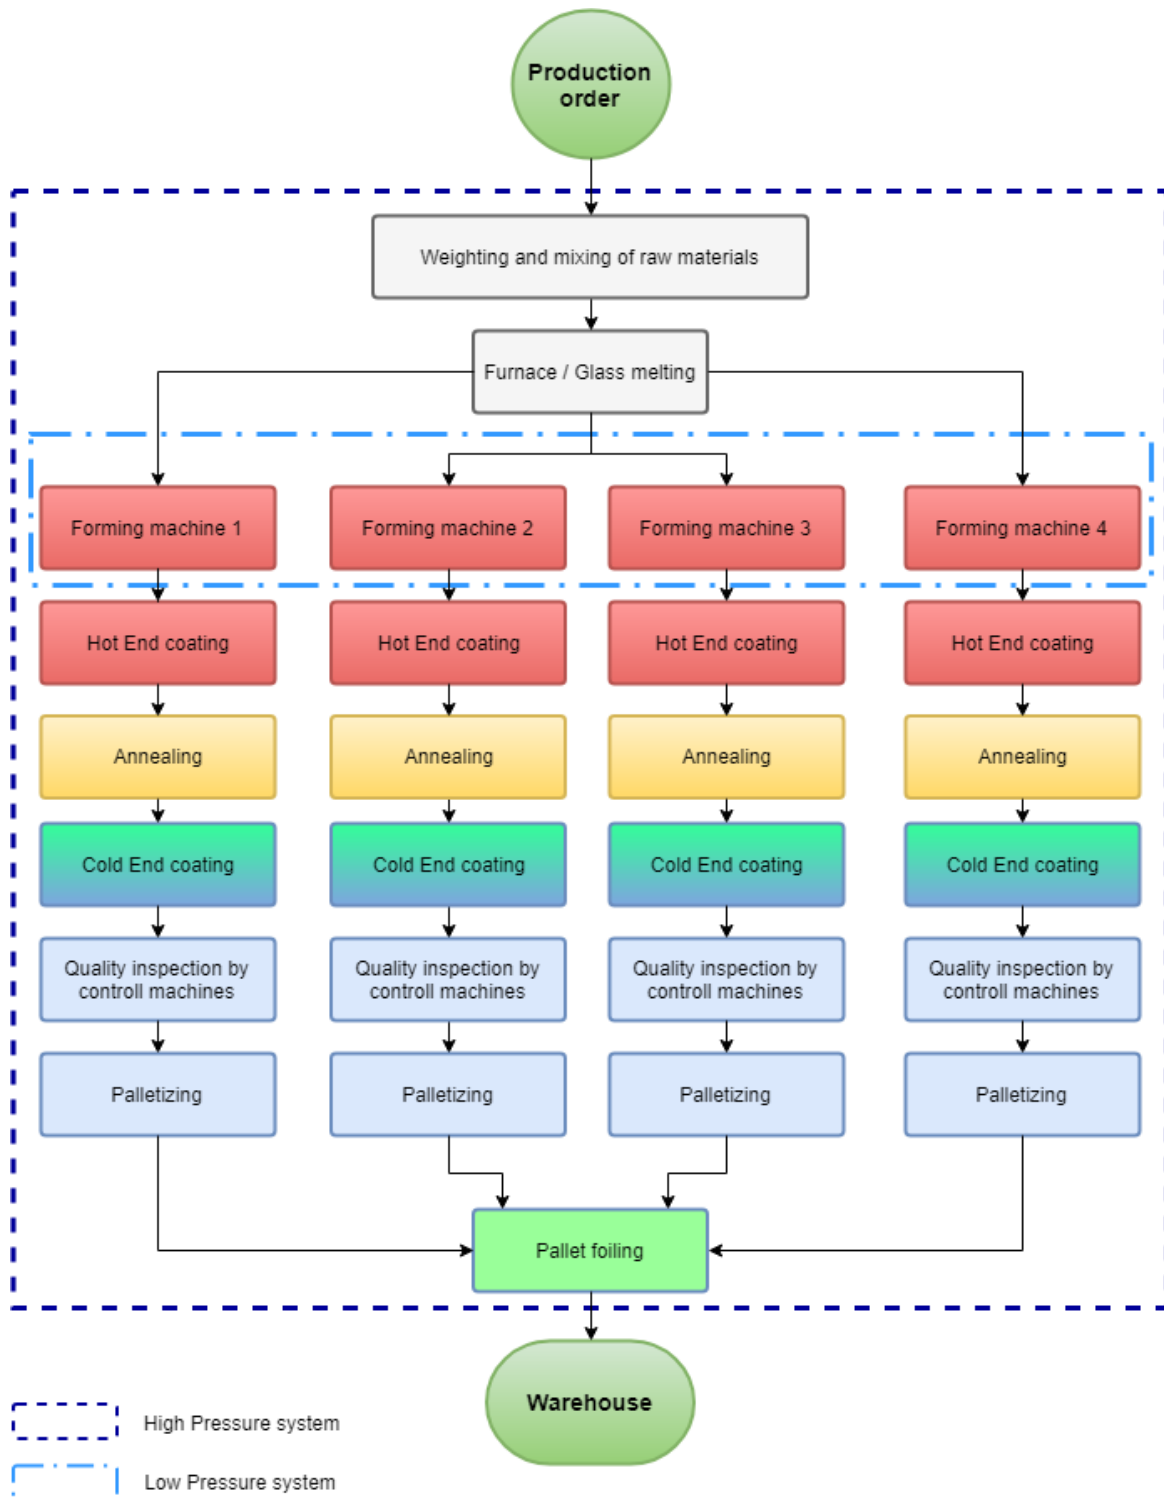 Production
order
Weighting and mixing of raw materials
Furnace / Glass melting
Forming machine 1
Forming machine 2
Forming machine 3
Forming machine 4
Hot End coating
Hot End coating
Hot End coating
Hot End coating
Annealing
Annealing
Annealing
Annealing
Cold End coating
Cold End coating
Cold End coating
Cold End coating
Quality inspection by
controll machines
Quality inspection by
controll machines
Quality inspection by
controll machines
Quality inspection by
controll machines
Palletizing
Palletizing
Palletizing
Palletizing
Pallet foiling
Warehouse
High Pressure system
Low Pressure system